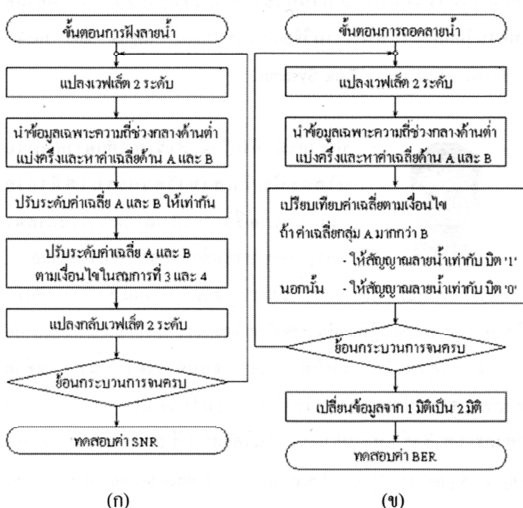 ขั้นตอนการฝังลายน้ำ
แปลงเวฟเล็ต 2 ระดับ
นำข้อมูลเฉพาะความถี่ช่วงกลางด้านต่ำ
แบ่งครึ่งและหาค่าเฉลี่ยด้าน A และ B
ปรับระดับค่าเฉลี่ย A และ B ให้เท่ากัน
ปรับระดับค่าเฉลี่ย A และ B
ตามเงื่อนไขในสมการที่ 3 และ 4
แปลงกลับเวฟเล็ต 2 ระดับ
ย้อนกระบวนการจนครบ
ทดสอบค่า SNR
(ก)
ขั้นตอนการถอดลายน้ำ
แปลงเวฟเล็ต 2 ระดับ
นำข้อมูลเฉพาะความถี่ช่วงกลางด้านต่ำ
แบ่งครึ่งและหาค่าเฉลี่ยด้าน A และ B
เปรียบเทียบค่าเฉลี่ยตามเงื่อนไข
ถ้า ค่าเฉลี่ยกลุ่ม A มากกว่า B
- ให้สัญญาณลายน้ำเท่ากับ บิต '1'
นอกนั้น - ให้สัญญาณลายน้ำเท่ากับ บิต '0'
ย้อนกระบวนการจนครบ
เปลี่ยนข้อมูลจาก 1 มิติเป็น 2 มิติ
ทดสอบค่า BER
(ข)